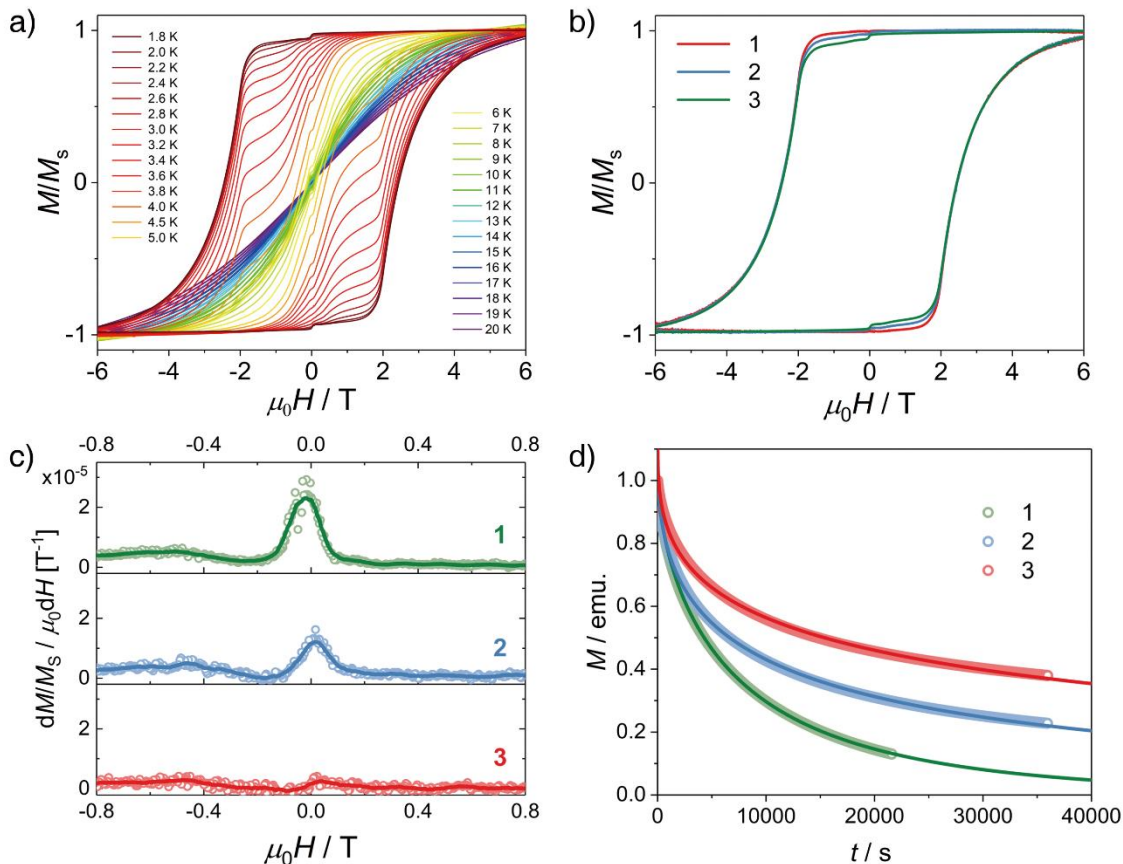 a)
M/Mₛ
1
0
-1
1.8 K
2.0 K
2.2 K
2.4 K
2.6 K
2.8 K
3.0 K
3.2 K
3.4 K
3.6 K
3.8 K
4.0 K
4.5 K
5.0 K
6 K
7 K
8 K
9 K
10 K
11 K
12 K
13 K
14 K
15 K
16 K
17 K
18 K
19 K
20 K
-6 -4 -2 0 2 4 6
μ₀H / T
b)
M/Mₛ
1
0
-1
1
2
3
-6 -4 -2 0 2 4 6
μ₀H / T
c)
-0.8 -0.4 0.0 0.4 0.8
x10⁻⁵
dM/M_S / μ₀dH [T⁻¹]
2
0
1
2
0
2
2
0
3
-0.8 -0.4 0.0 0.4 0.8
μ₀H / T
d)
M / emu.
1.0
0.8
0.6
0.4
0.2
0.0
1
2
3
0 10000 20000 30000 40000
t / s